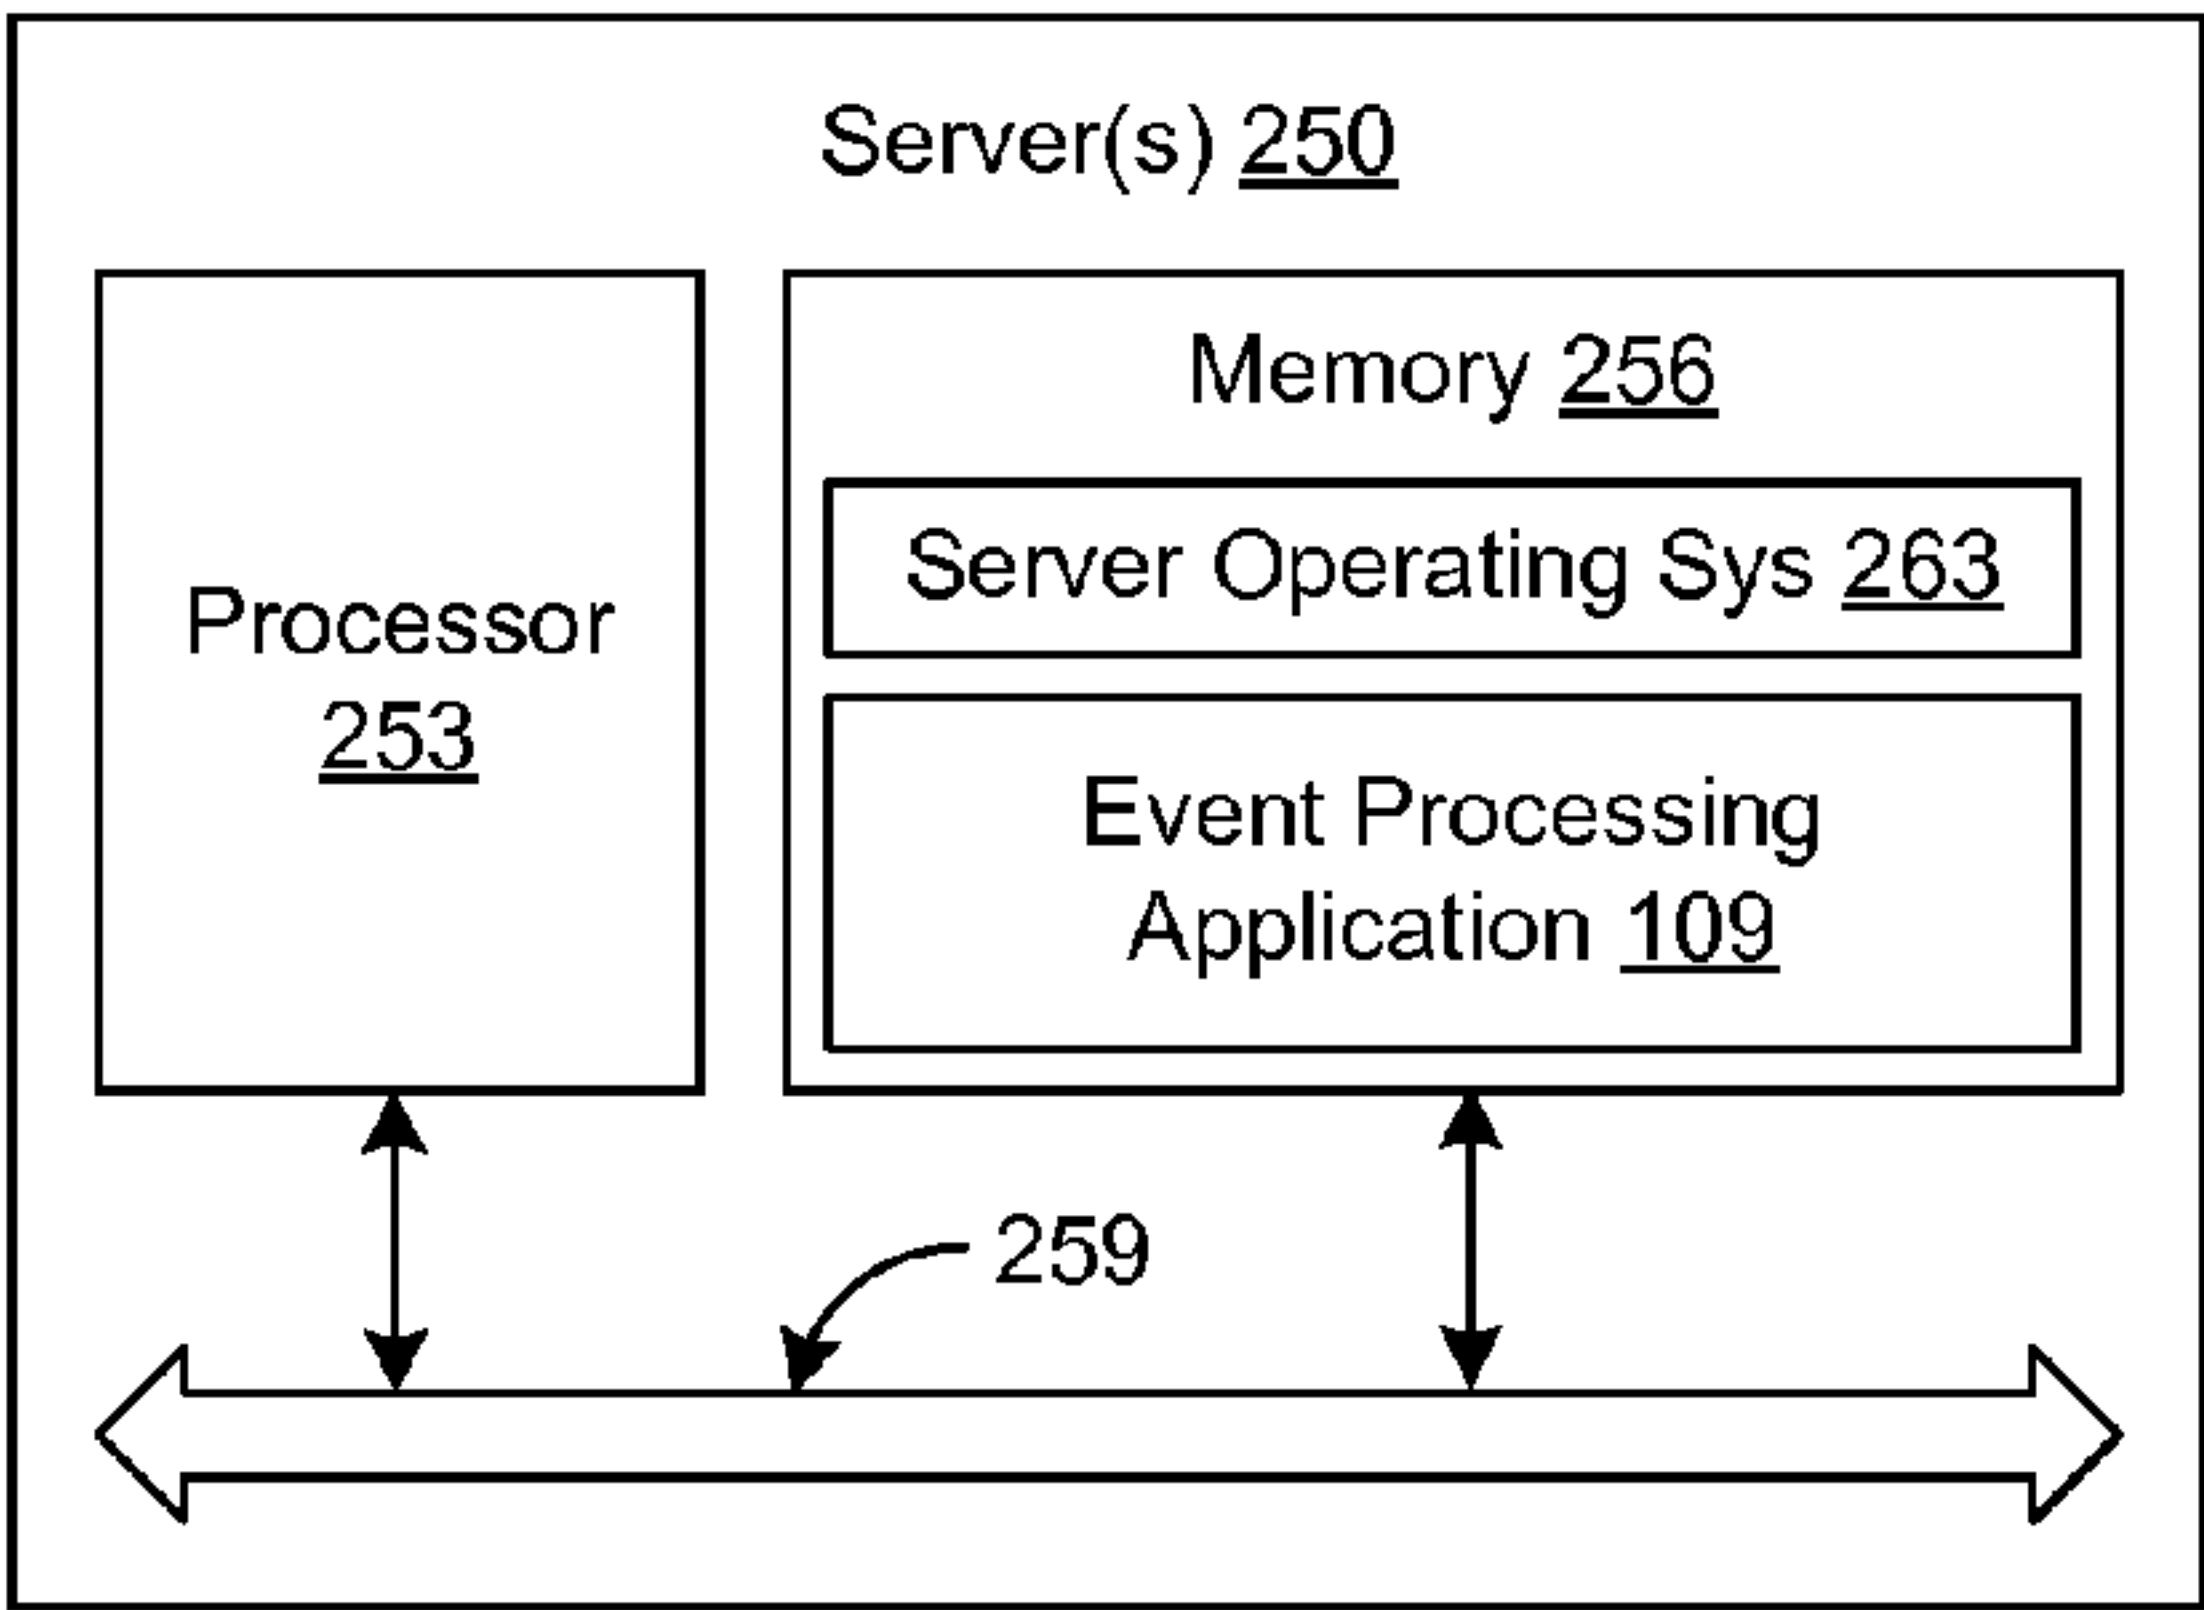 Server(s) 250
Processor
253
Memory 256
Server Operating Sys 263
Event Processing
Application 109
259